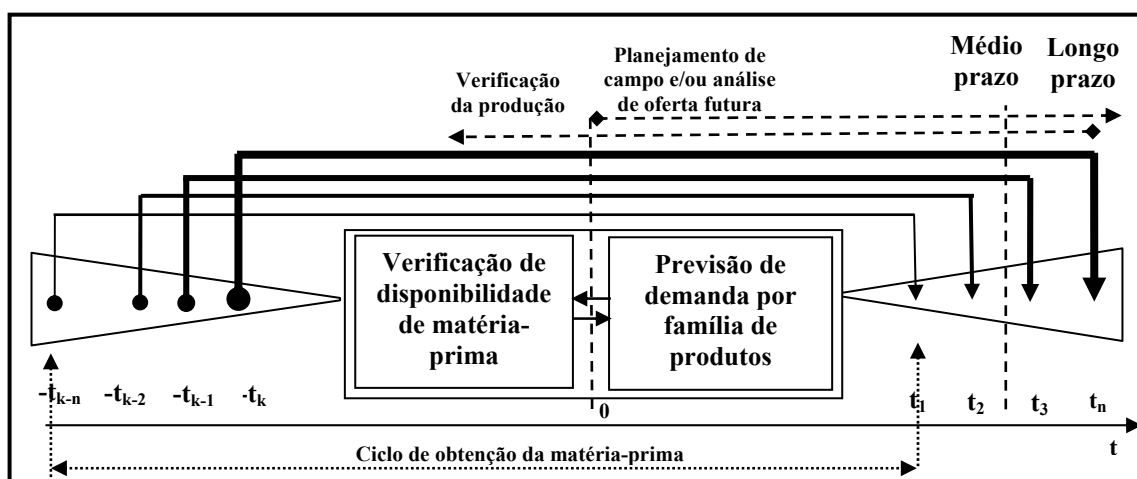 Planejamento de
campo e/ou análise
de oferta futura
Médio
prazo
Longo
prazo
Verificação
da produção
Verificação de
disponibilidade
de matéria-
prima
Previsão de
demanda por
família de
produtos
-tk-n
-tk-2
-tk-1
-tk
0
t1
t2
t3
tn
t
Ciclo de obtenção da matéria-prima